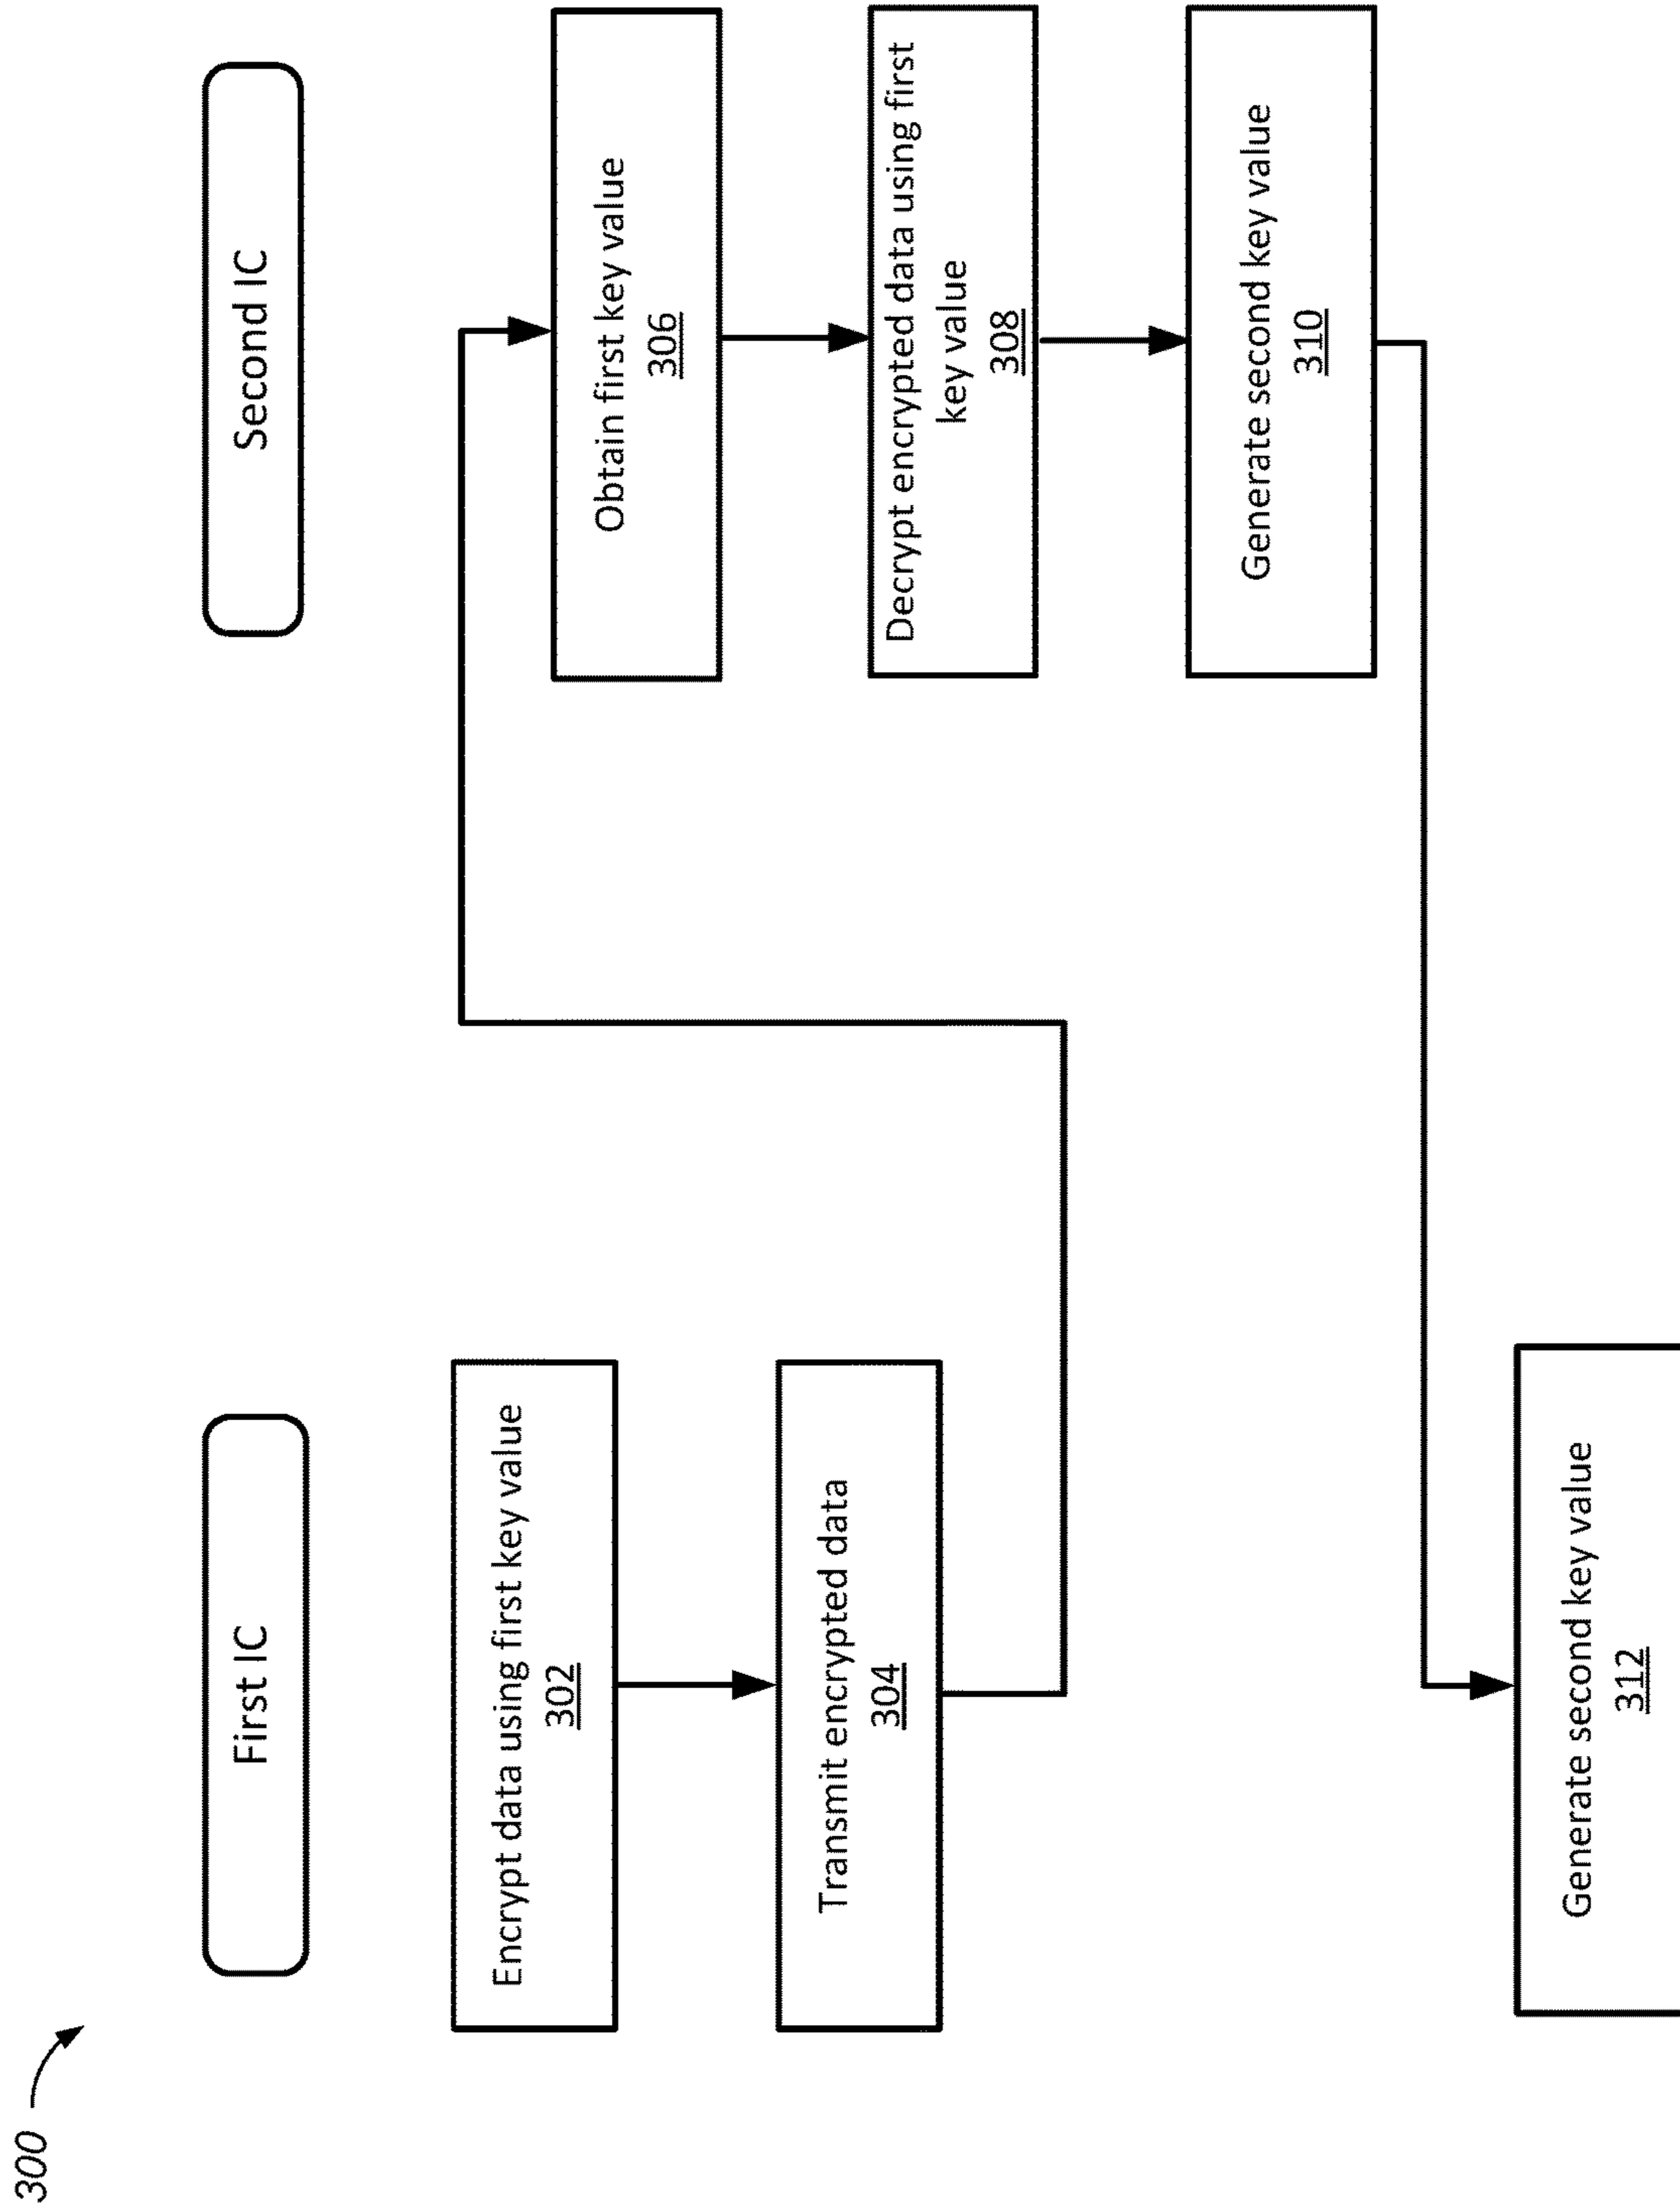 300
First IC
Second IC
Encrypt data using first key value
302
Transmit encrypted data
304
Obtain first key value
306
Decrypt encrypted data using first
key value
308
Generate second key value
310
Generate second key value
312